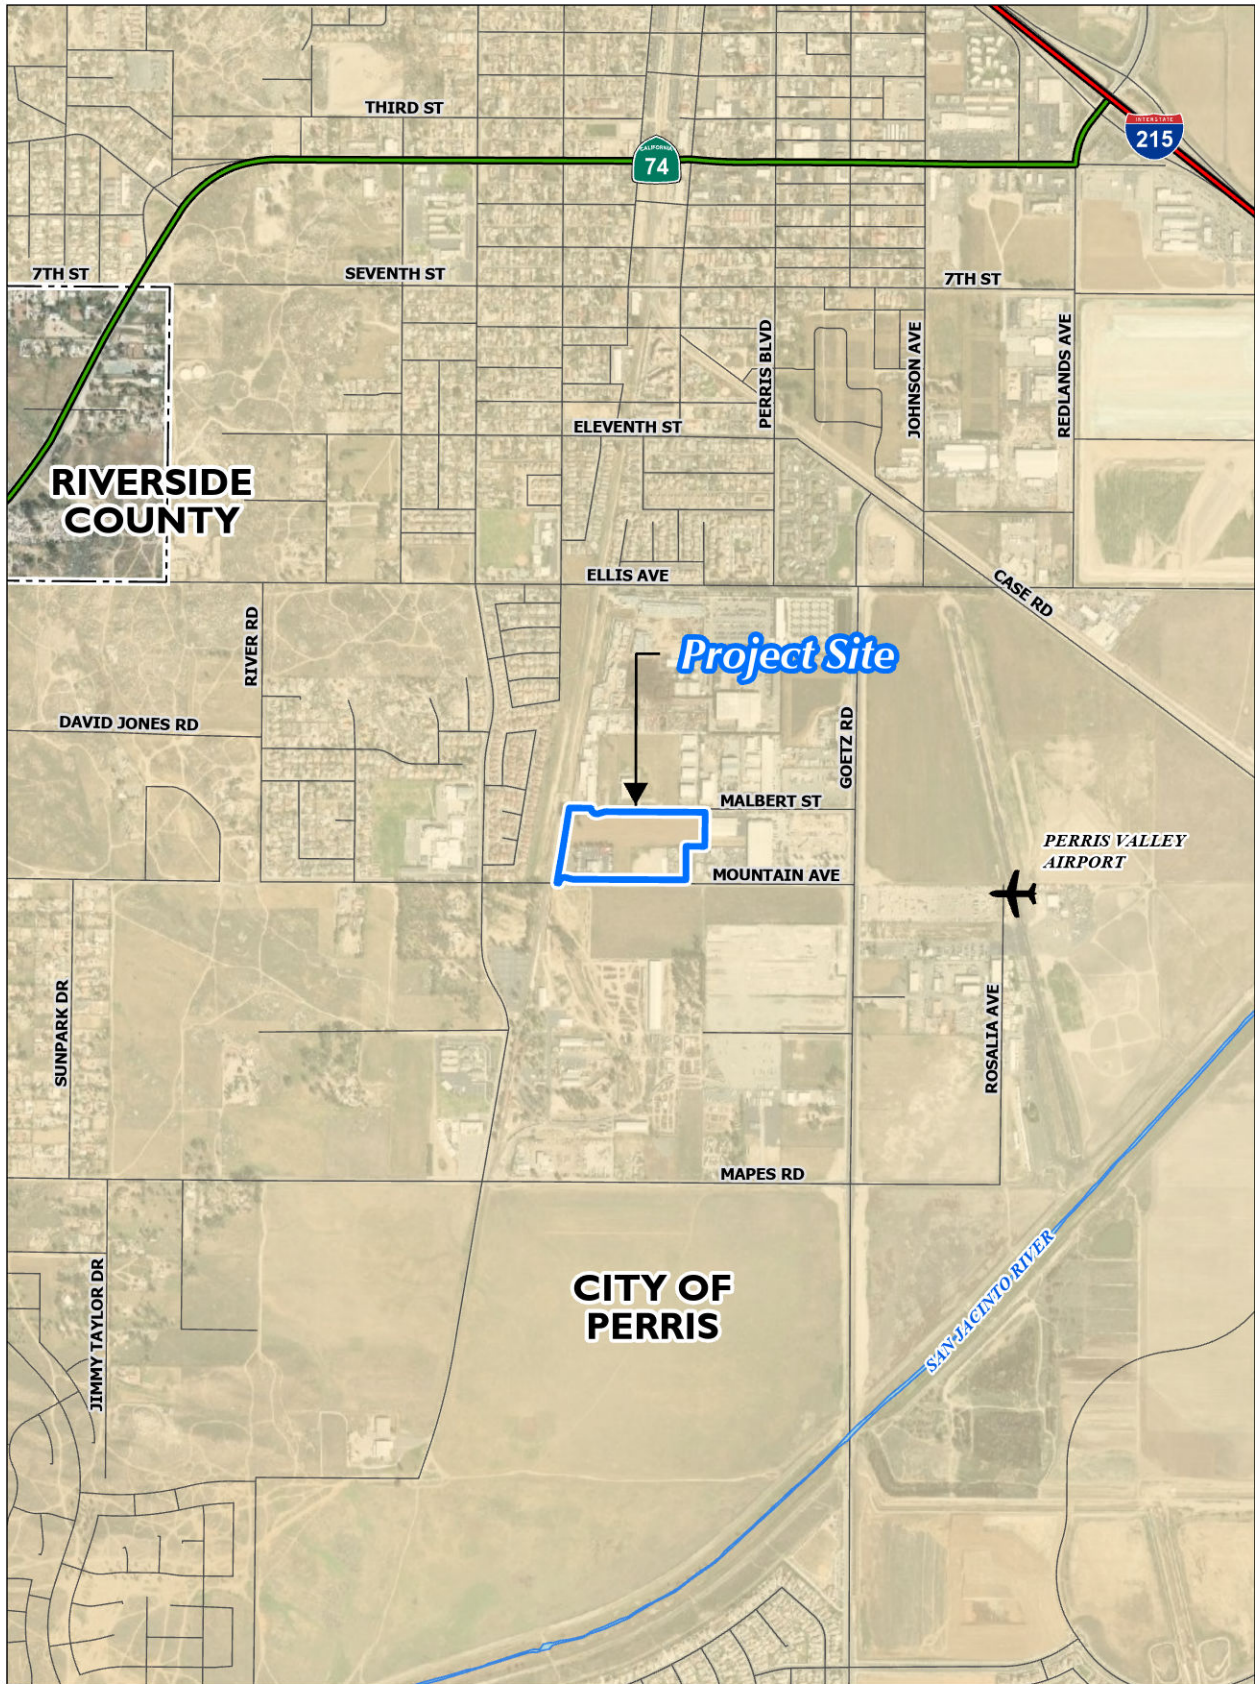 THIRD ST
CALIFORNIA
74
INTERSTATE
215
7TH ST
SEVENTH ST
7TH ST
PERRIS BLVD
JOHNSON AVE
REDLANDS AVE
ELEVENTH ST
RIVERSIDE
COUNTY
ELLIS AVE
CASE RD
RIVER RD
Project Site
DAVID JONES RD
GOETZ RD
MALBERT ST
PERRIS VALLEY
AIRPORT
MOUNTAIN AVE
SUNPARK DR
ROSALIA AVE
MAPES RD
SAN JACINTO RIVER
JIMMY TAYLOR DR
CITY OF
PERRIS